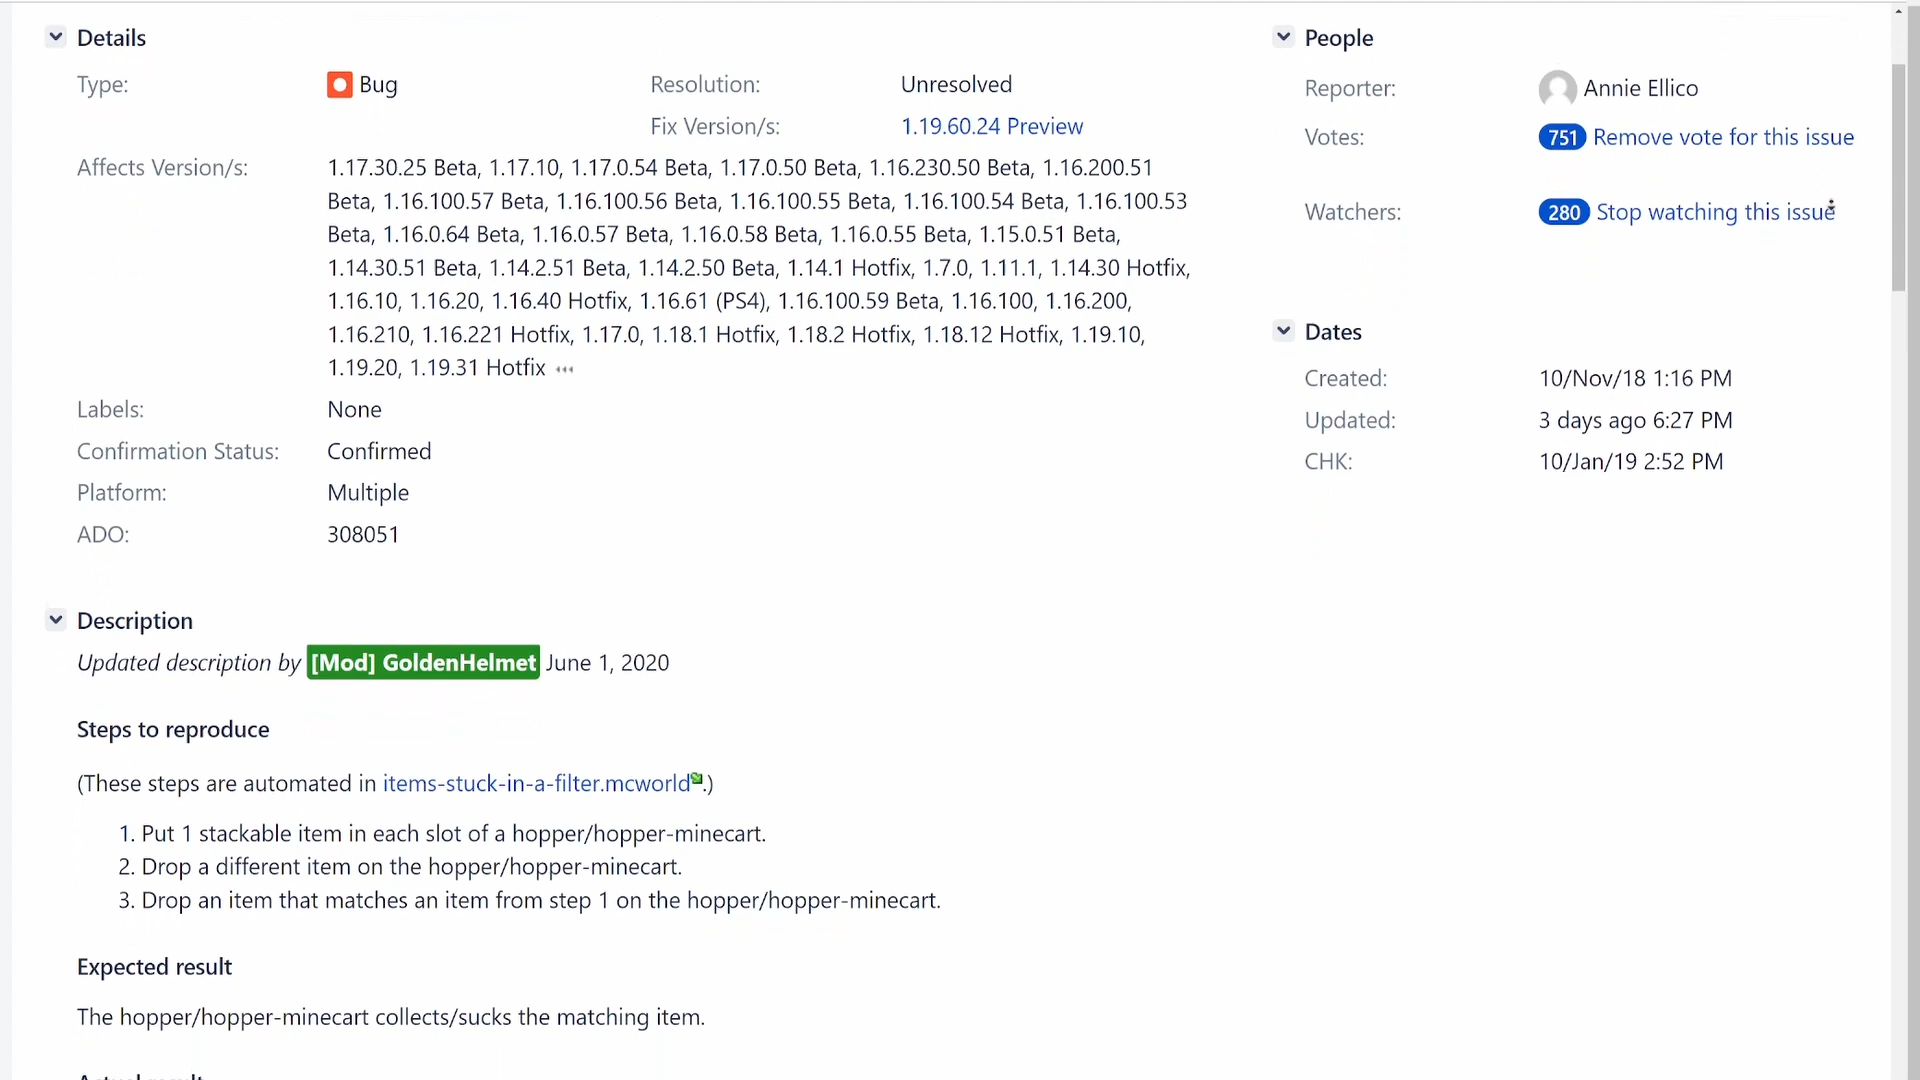 Details
Type: Bug Resolution: Unresolved
Fix Version/s: 1.19.60.24 Preview
Affects Version/s: 1.17.30.25 Beta, 1.17.10, 1.17.0.54 Beta, 1.17.0.50 Beta, 1.16.230.50 Beta, 1.16.200.51
Beta, 1.16.100.57 Beta, 1.16.100.56 Beta, 1.16.100.55 Beta, 1.16.100.54 Beta, 1.16.100.53
Beta, 1.16.0.64 Beta, 1.16.0.57 Beta, 1.16.0.58 Beta, 1.16.0.55 Beta, 1.15.0.51 Beta,
1.14.30.51 Beta, 1.14.2.51 Beta, 1.14.2.50 Beta, 1.14.1 Hotfix, 1.7.0, 1.11.1, 1.14.30 Hotfix,
1.16.10, 1.16.20, 1.16.40 Hotfix, 1.16.61 (PS4), 1.16.100.59 Beta, 1.16.100, 1.16.200,
1.16.210, 1.16.221 Hotfix, 1.17.0, 1.18.1 Hotfix, 1.18.2 Hotfix, 1.18.12 Hotfix, 1.19.10,
1.19.20, 1.19.31 Hotfix
Labels: None
Confirmation Status: Confirmed
Platform: Multiple
ADO: 308051
Description
Updated description by [Mod] GoldenHelmet June 1, 2020
Steps to reproduce
(These steps are automated in items-stuck-in-a-filter.mcworld.)
1. Put 1 stackable item in each slot of a hopper/hopper-minecart.
2. Drop a different item on the hopper/hopper-minecart.
3. Drop an item that matches an item from step 1 on the hopper/hopper-minecart.
Expected result
The hopper/hopper-minecart collects/sucks the matching item.
Actual result
People
Reporter: Annie Ellico
Votes: 751 Remove vote for this issue
Watchers: 280 Stop watching this issue
Dates
Created: 10/Nov/18 1:16 PM
Updated: 3 days ago 6:27 PM
CHK: 10/Jan/19 2:52 PM